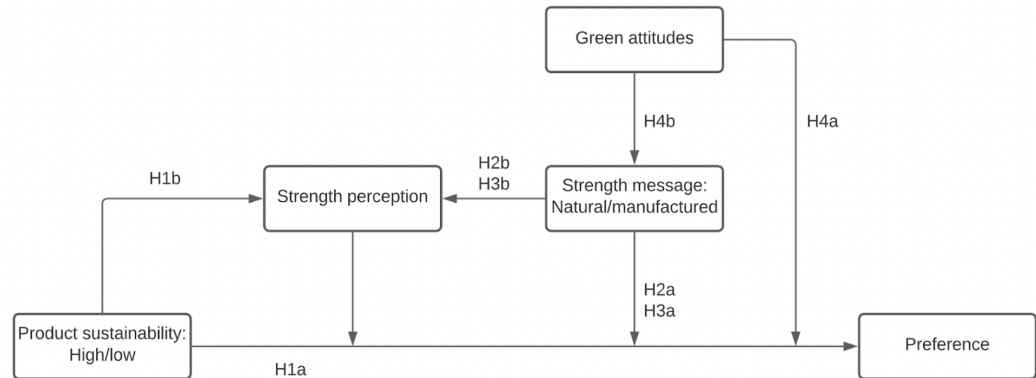 Green attitudes
H4b
H4a
H1b
H2b
H3b
Strength perception
Strength message:
Natural/manufactured
H2a
H3a
Product sustainability:
High/low
H1a
Preference